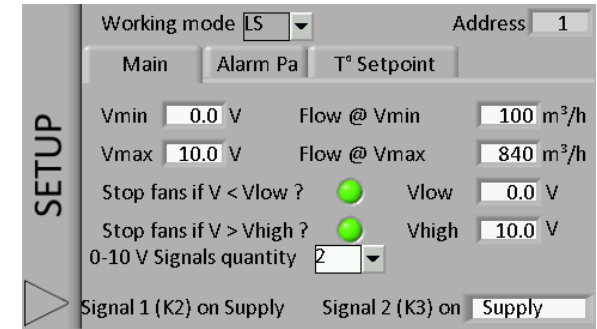 Working mode LS Address 1
Main Alarm Pa T° Setpoint
SETUP
Vmin 0.0 V Flow @ Vmin 100 m³/h
Vmax 10.0 V Flow @ Vmax 840 m³/h
Stop fans if V < Vlow ? Vlow 0.0 V
Stop fans if V > Vhigh ? Vhigh 10.0 V
0-10 V Signals quantity 2
Signal 1 (K2) on Supply Signal 2 (K3) on Supply